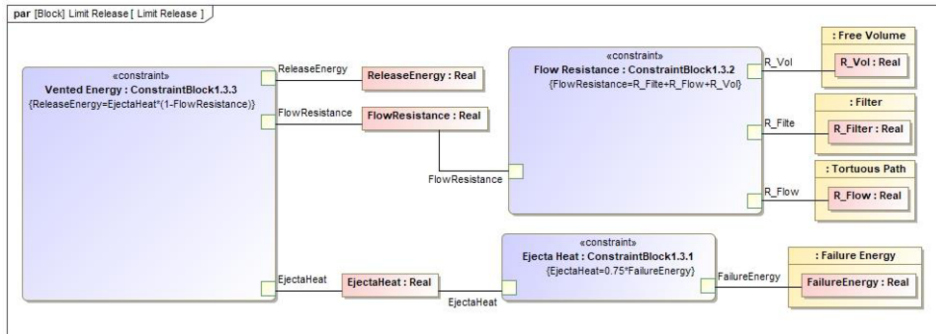 par [Block] Limit Release [ Limit Release ]
«constraint»
Vented Energy : ConstraintBlock1.3.3
{ReleaseEnergy=EjectaHeat*(1-FlowResistance)}
ReleaseEnergy
ReleaseEnergy : Real
FlowResistance
FlowResistance : Real
FlowResistance
EjectaHeat
EjectaHeat : Real
EjectaHeat
«constraint»
Flow Resistance : ConstraintBlock1.3.2
{FlowResistance=R_Filte+R_Flow+R_Vol}
R_Vol
: Free Volume
R_Vol : Real
R_Filte
: Filter
R_Filter : Real
R_Flow
: Tortuous Path
R_Flow : Real
«constraint»
Ejecta Heat : ConstraintBlock1.3.1
{EjectaHeat=0.75*FailureEnergy}
FailureEnergy
: Failure Energy
FailureEnergy : Real